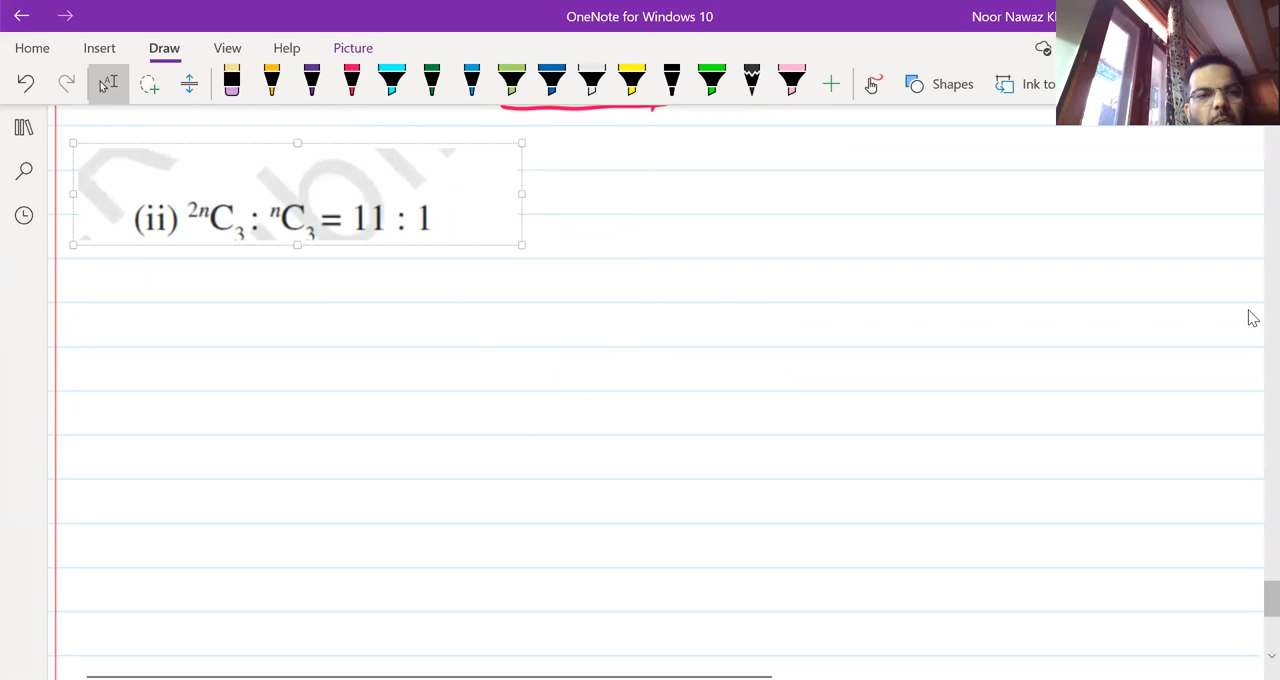 OneNote for Windows 10
Noor Nawaz
Home Insert Draw View Help Picture
Shapes
Ink to
(ii) ²ⁿC₃ : ⁿC₃ = 11 : 1